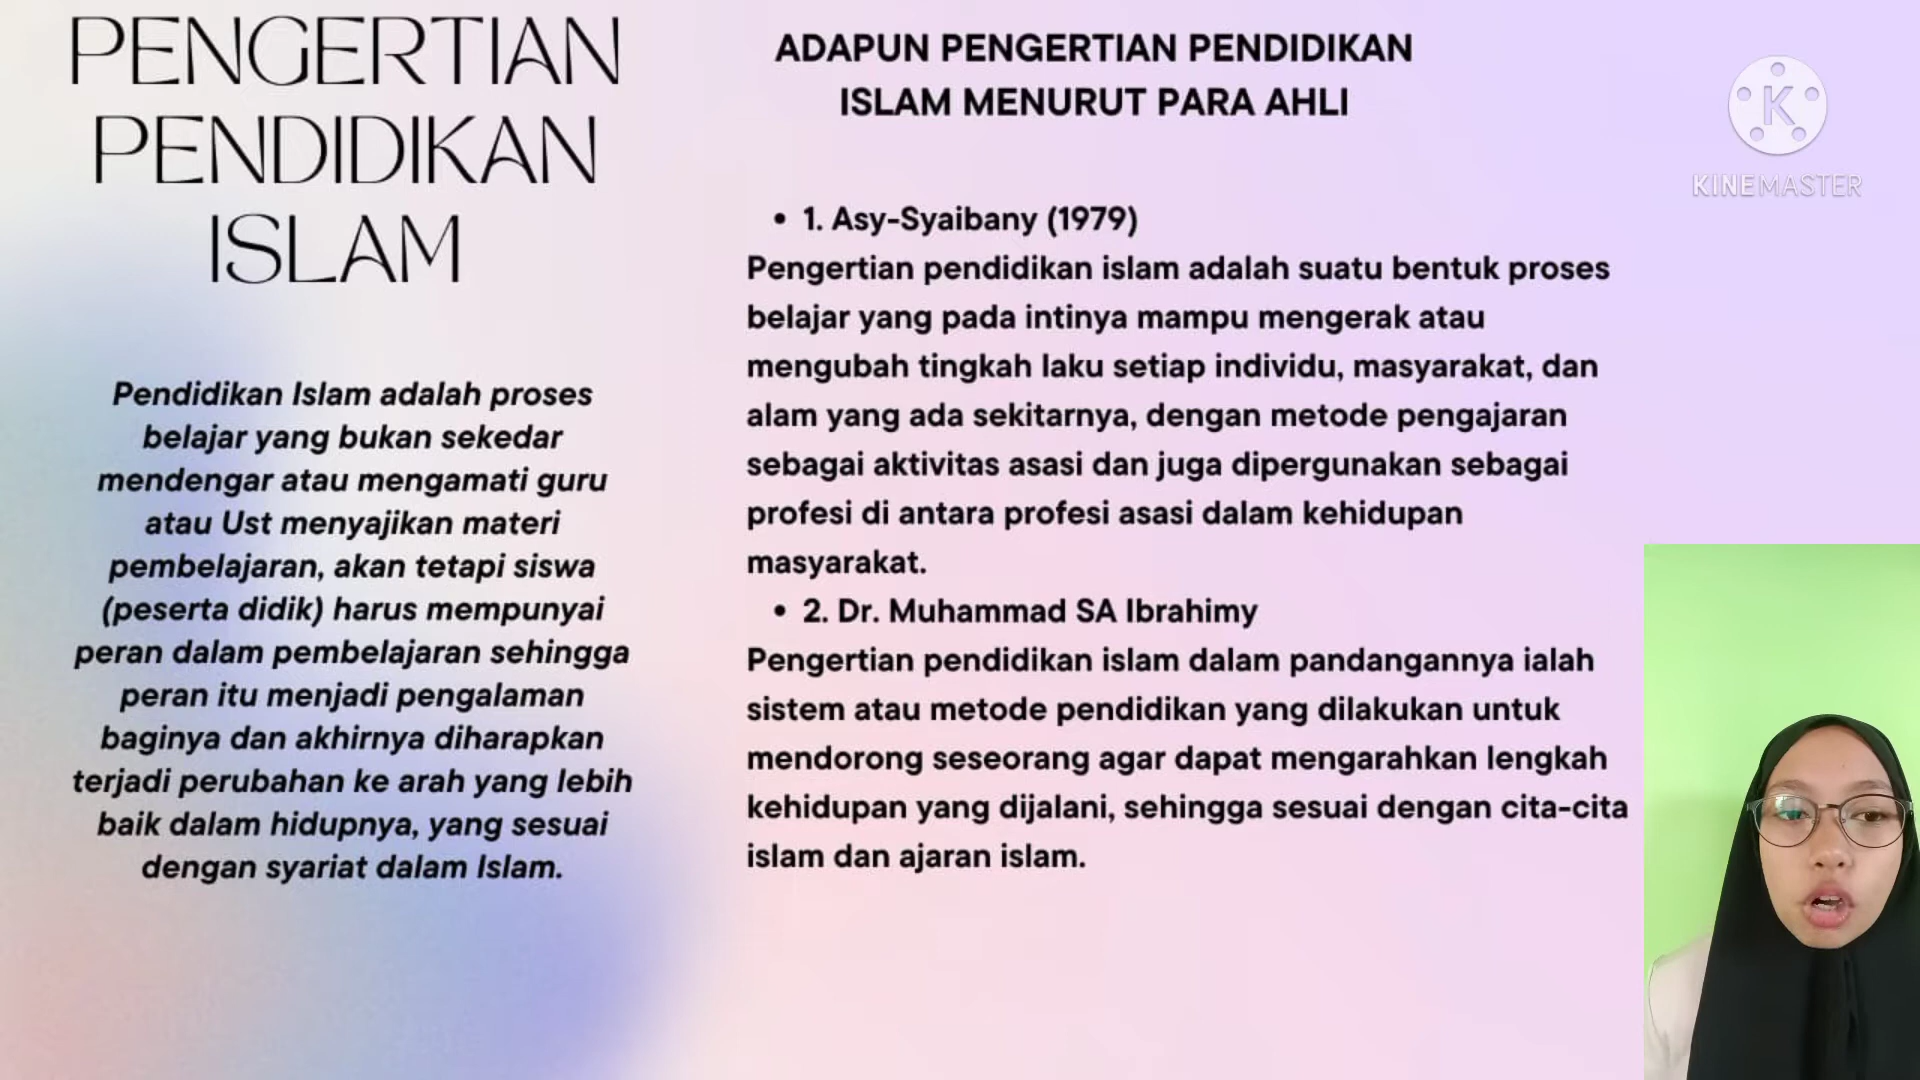 PENGERTIAN
PENDIDIKAN
ISLAM
Pendidikan Islam adalah proses
belajar yang bukan sekedar
mendengar atau mengamati guru
atau Ust menyajikan materi
pembelajaran, akan tetapi siswa
(peserta didik) harus mempunyai
peran dalam pembelajaran sehingga
peran itu menjadi pengalaman
baginya dan akhirnya diharapkan
terjadi perubahan ke arah yang lebih
baik dalam hidupnya, yang sesuai
dengan syariat dalam Islam.
ADAPUN PENGERTIAN PENDIDIKAN
ISLAM MENURUT PARA AHLI
• 1. Asy-Syaibany (1979)
Pengertian pendidikan islam adalah suatu bentuk proses
belajar yang pada intinya mampu mengerak atau
mengubah tingkah laku setiap individu, masyarakat, dan
alam yang ada sekitarnya, dengan metode pengajaran
sebagai aktivitas asasi dan juga dipergunakan sebagai
profesi di antara profesi asasi dalam kehidupan
masyarakat.
• 2. Dr. Muhammad SA Ibrahimy
Pengertian pendidikan islam dalam pandangannya ialah
sistem atau metode pendidikan yang dilakukan untuk
mendorong seseorang agar dapat mengarahkan lengkah
kehidupan yang dijalani, sehingga sesuai dengan cita-cita
islam dan ajaran islam.
K
KINEMASTER